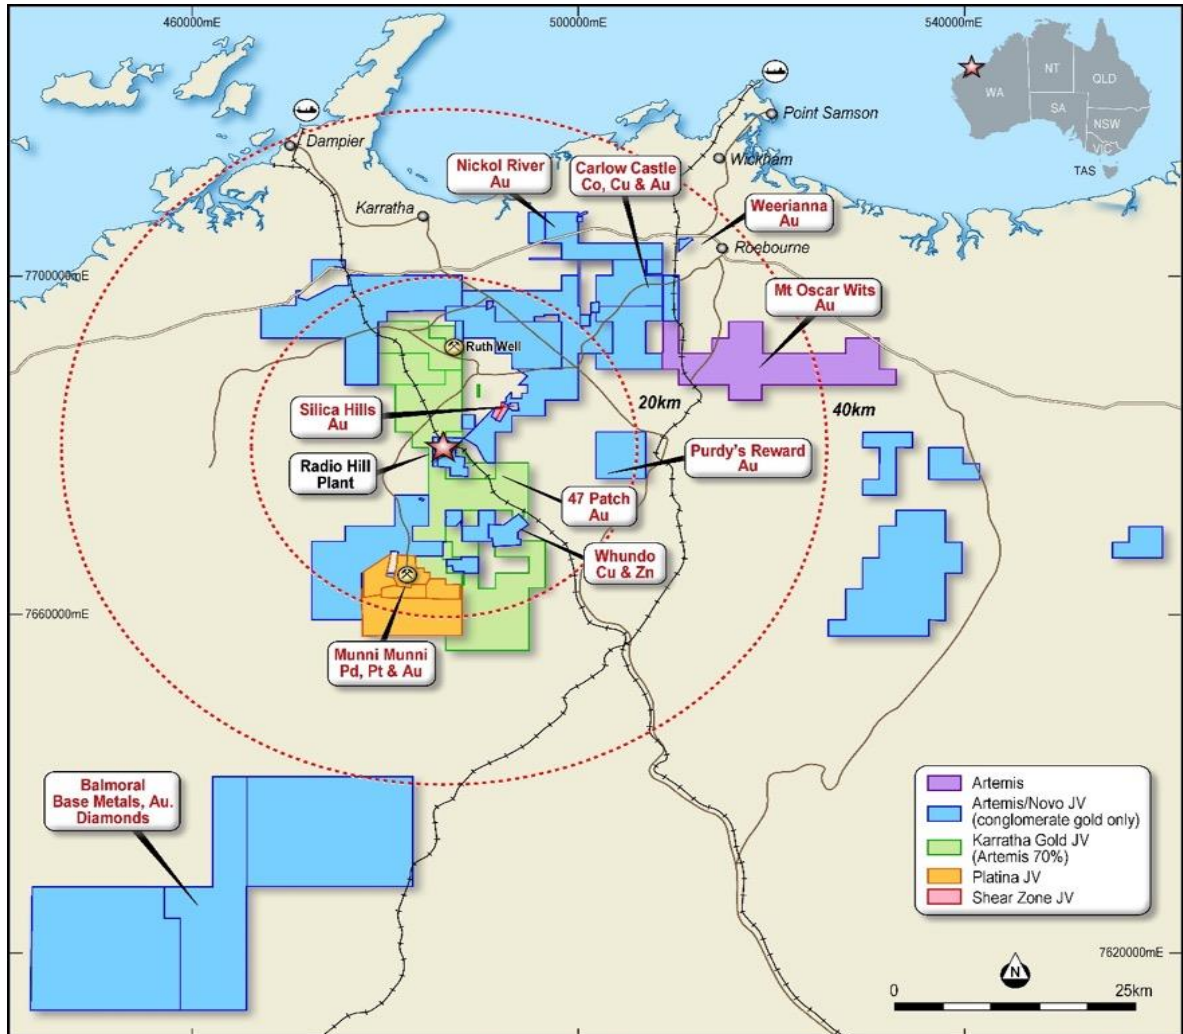 460000mE
500000mE
540000mE
NT
QLD
WA
SA
NSW
VIC
TAS
Point Samson
Dampier
Wickham
Nickol River
Au
Carlow Castle
Co, Cu & Au
Weerianna
Au
Karratha
Roebourne
7700000mE
Mt Oscar Wits
Au
Ruth Well
Silica Hills
Au
20km
40km
Radio Hill
Plant
Purdy's Reward
Au
47 Patch
Au
Whundo
Cu & Zn
7660000mE
Munni Munni
Pd, Pt & Au
Balmoral
Base Metals, Au.
Diamonds
Artemis
Artemis/Novo JV
(conglomerate gold only)
Karratha Gold JV
(Artemis 70%)
Platina JV
Shear Zone JV
7620000mE
N
0
25km